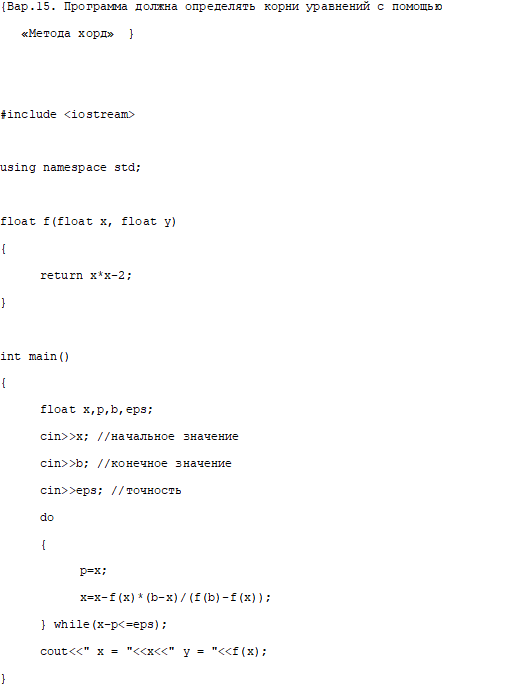 {Вар.15. Программа должна определять корни уравнений с помощью
«Метода хорд» }
#include <iostream>
using namespace std;
float f(float x, float y)
{
return x*x-2;
}
int main()
{
float x,p,b,eps;
cin>>x; //начальное значение
cin>>b; //конечное значение
cin>>eps; //точность
do
{
p=x;
x=x-f(x)*(b-x)/(f(b)-f(x));
} while(x-p<=eps);
cout<<" x = "<<x<<" y = "<<f(x);
}